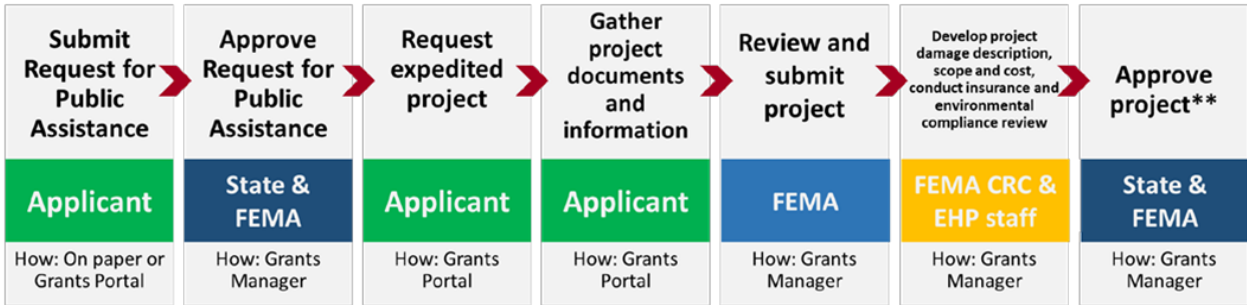 Submit
Request for
Public
Assistance
Applicant
How: On paper or
Grants Portal
Approve
Request for
Public
Assistance
State &
FEMA
How: Grants
Manager
Request
expedited
project
Applicant
How: Grants
Portal
Gather
project
documents
and
information
Applicant
How: Grants
Portal
Review and
submit
project
FEMA
How: Grants
Manager
Develop project
damage description,
scope and cost,
conduct insurance and
environmental
compliance review
FEMA CRC &
EHP staff
How: Grants
Manager
Approve
project**
State &
FEMA
How: Grants
Manager